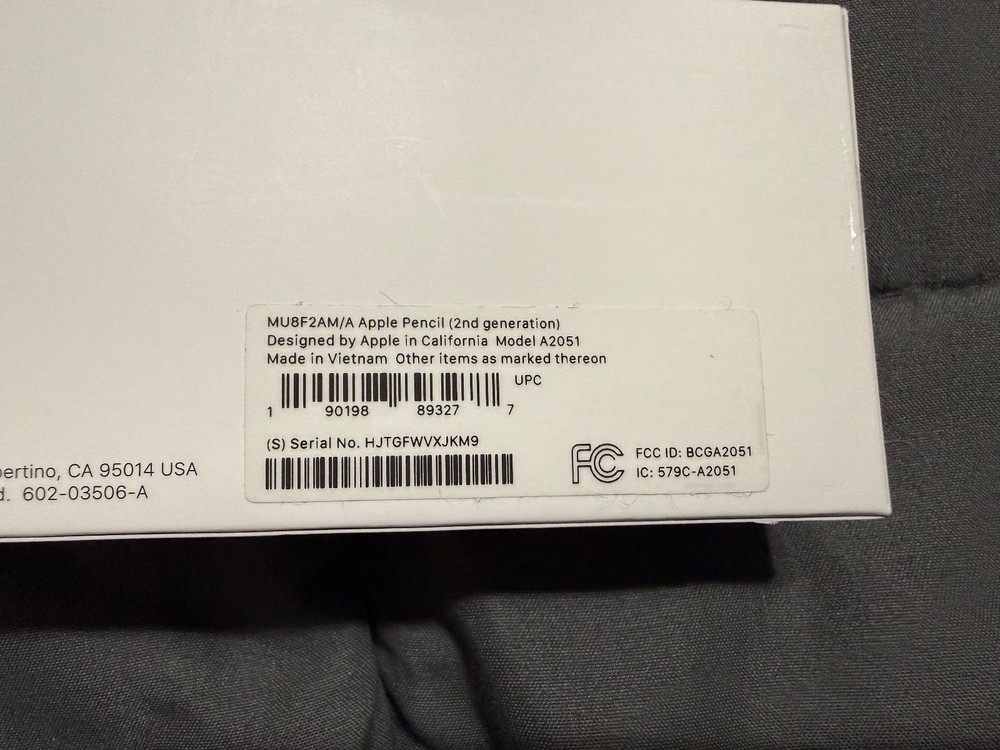 MU8F2AM/A Apple Pencil (2nd generation)
Designed by Apple in California Model A2051
Made in Vietnam Other items as marked thereon
UPC
1 90198 89327 7
(S) Serial No. HJTGFWVXJKM9
FC FCC ID: BCGA2051
IC: 579C-A2051
pertino, CA 95014 USA
d. 602-03506-A